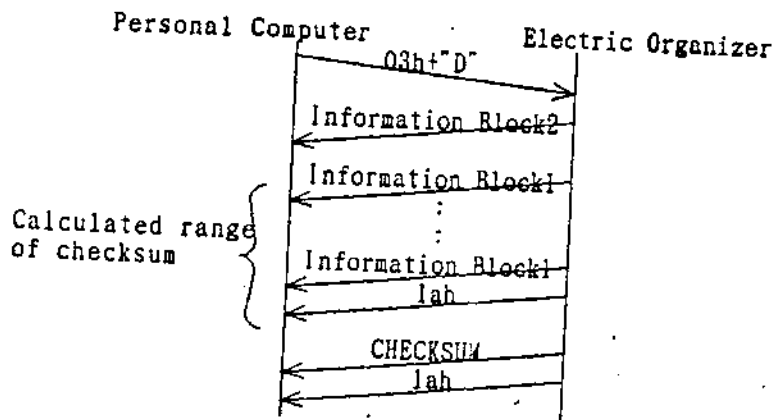 Personal Computer
Electric Organizer
03h+"D"
Information Block2
Information Block1
Calculated range
of checksum
Information Block1
1ah
CHECKSUM
1ah